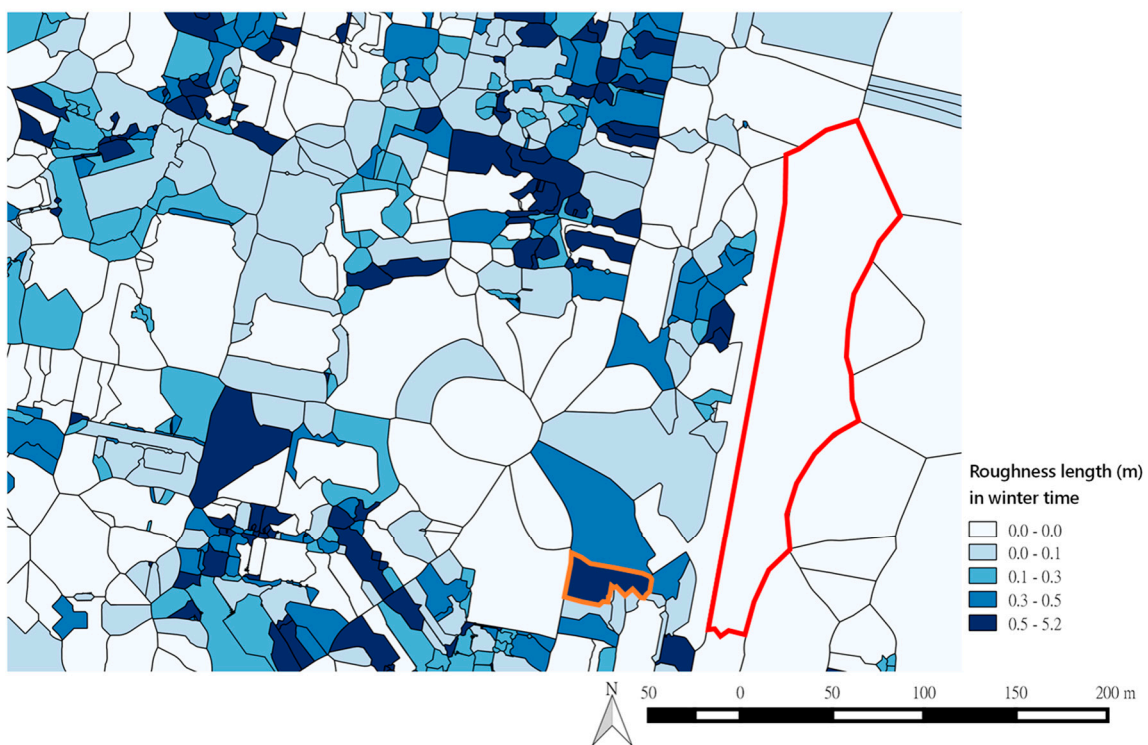 Roughness length (m)
in winter time
0.0 - 0.0
0.0 - 0.1
0.1 - 0.3
0.3 - 0.5
0.5 - 5.2
N
50 0 50 100 150 200 m